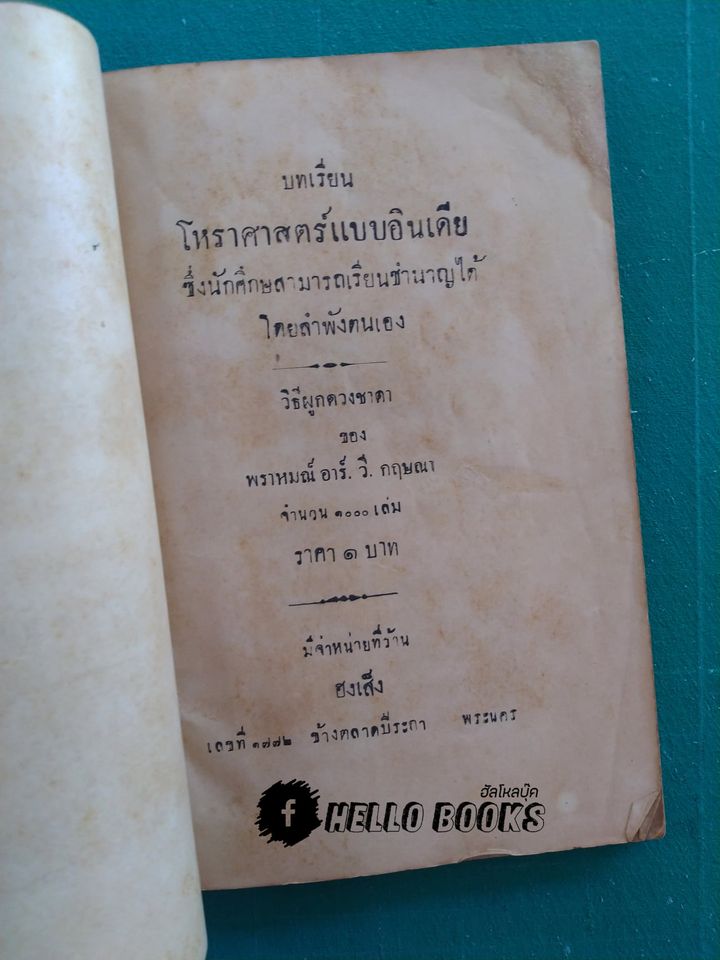 บทเรียน
โหราศาสตร์แบบอินเดีย
ซึ่งนักศึกษสามารถเรียนชำนาญได้
โดยลำพังตนเอง
วิธีผูกดวงชาตา
ของ
พราหมณ์ อาร์. วี. กฤษณา
จำนวน ๑๐๐๐ เล่ม
ราคา ๑ บาท
มีจำหน่ายที่ร้าน
ฮงเส็ง
เลขที่ ๑๗๗๒ ข้างตลาดปีระกา พระนคร
ฮัลโหลบุ๊ค
f HELLO BOOKS